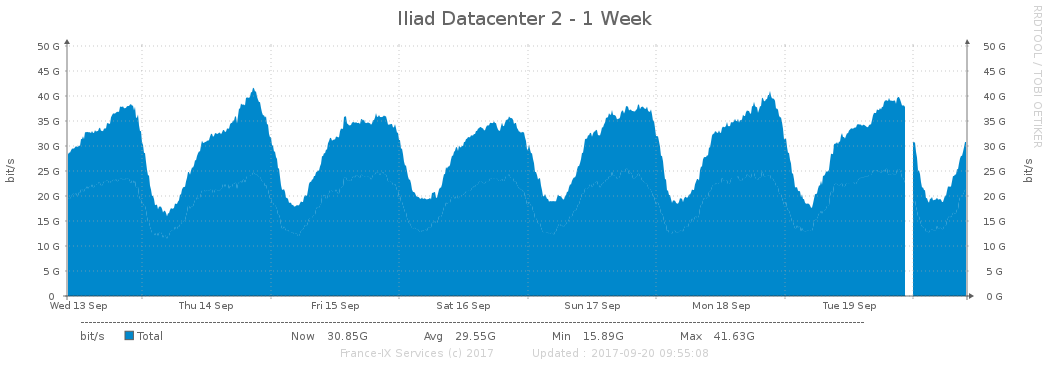 Iliad Datacenter 2 - 1 Week
RRDTOOL / TOBI OETIKER
50 G 50 G
45 G 45 G
40 G 40 G
35 G 35 G
30 G 30 G
25 G 25 G
20 G 20 G
15 G 15 G
10 G 10 G
5 G 5 G
0 0 G
bit/s
bit/s
Wed 13 Sep Thu 14 Sep Fri 15 Sep Sat 16 Sep Sun 17 Sep Mon 18 Sep Tue 19 Sep
bit/s Total Now 30.85G Avg 29.55G Min 15.89G Max 41.63G
France-IX Services (c) 2017 Updated : 2017-09-20 09:55:08